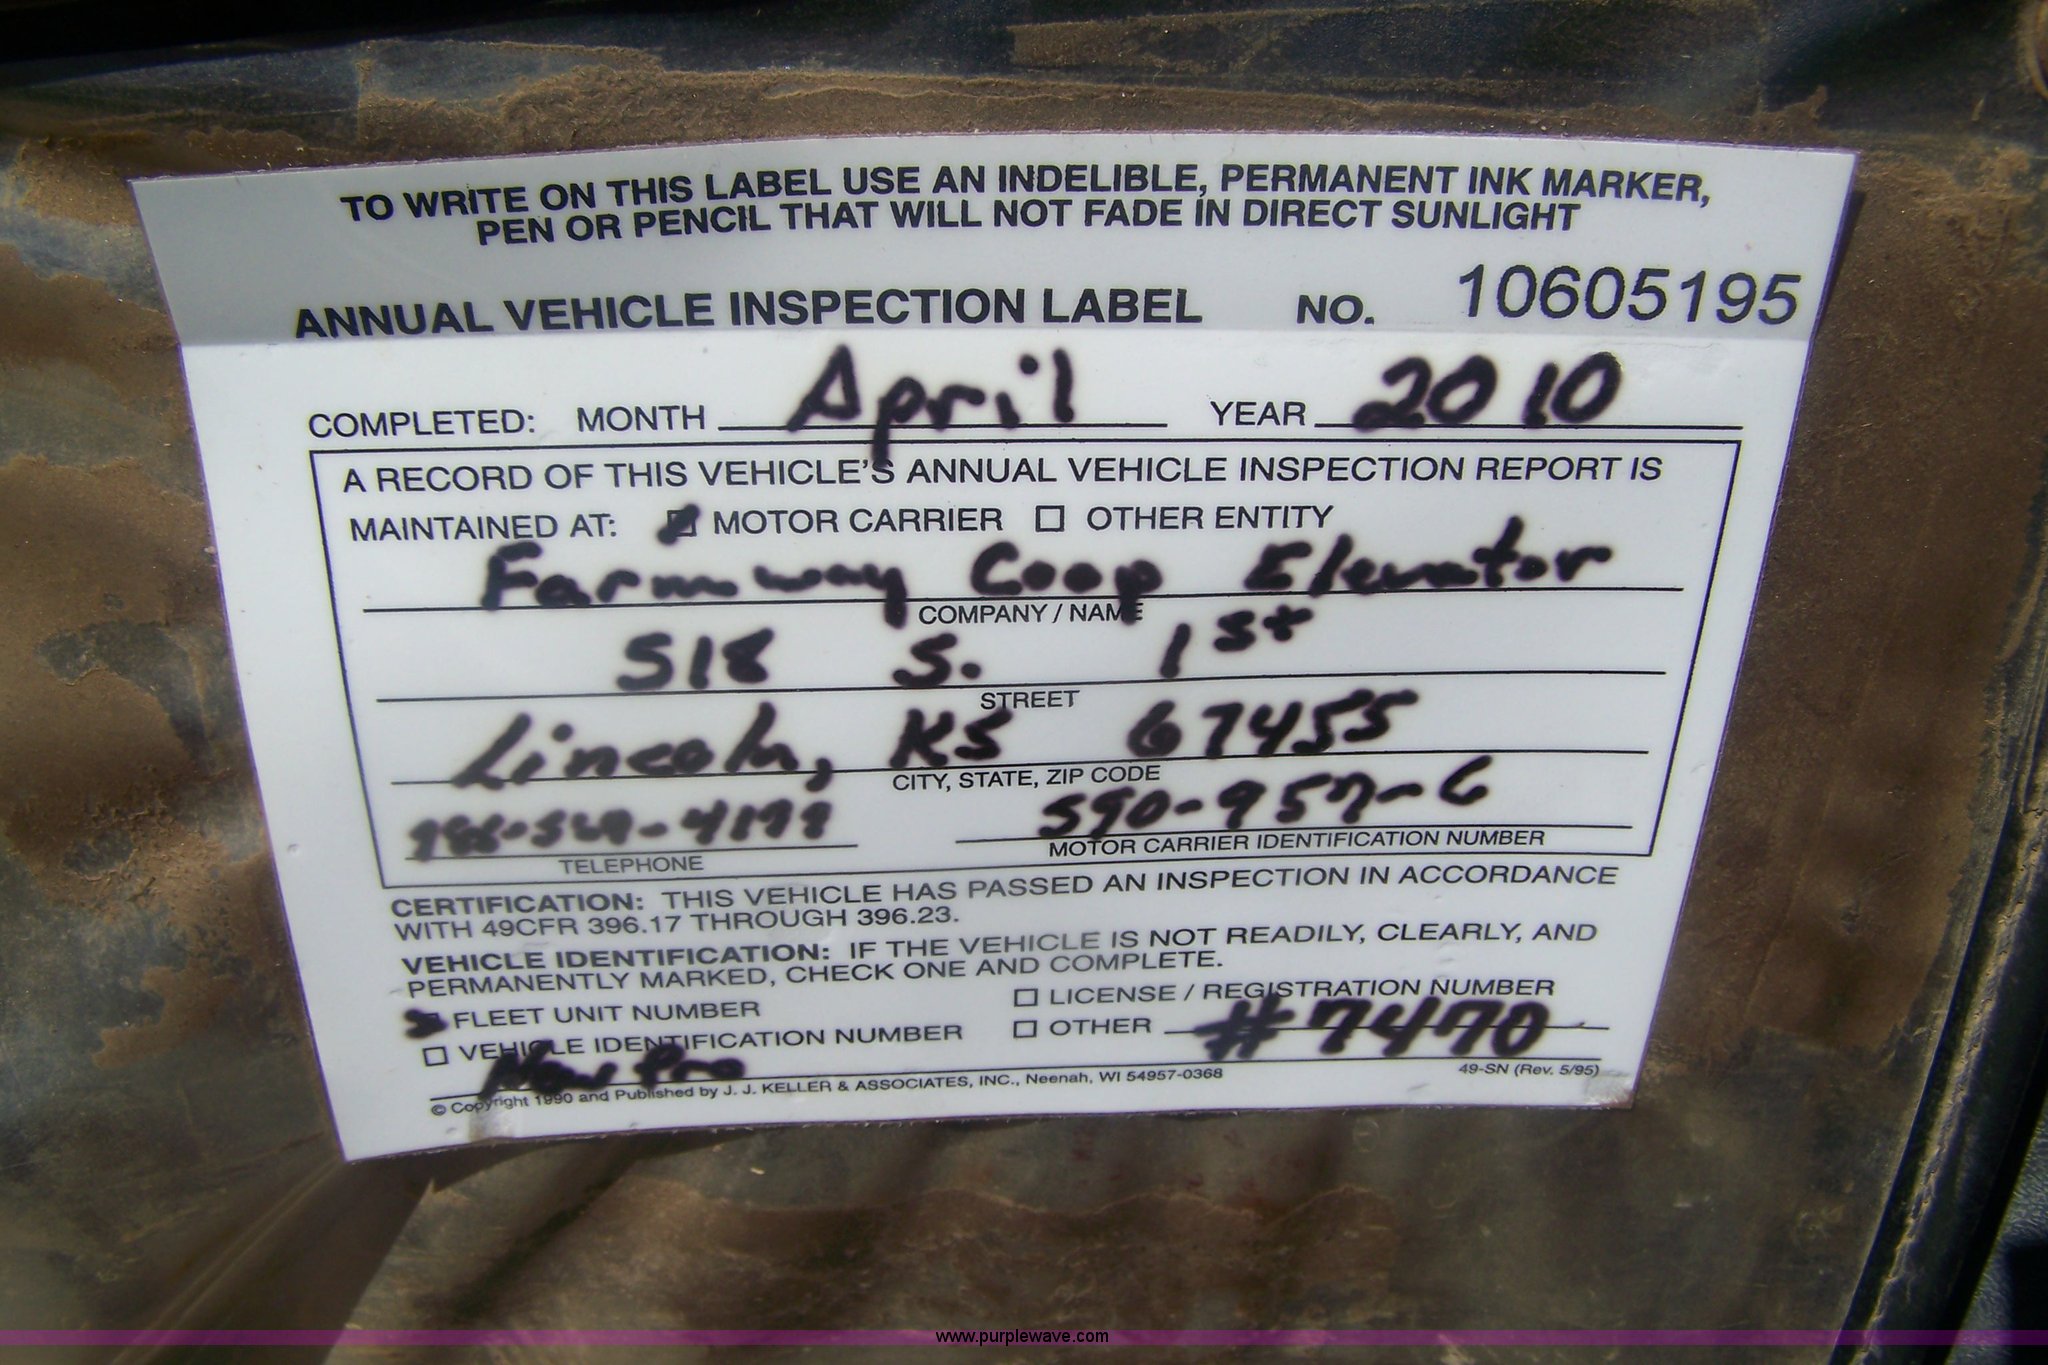 TO WRITE ON THIS LABEL USE AN INDELIBLE, PERMANENT INK MARKER,
PEN OR PENCIL THAT WILL NOT FADE IN DIRECT SUNLIGHT
ANNUAL VEHICLE INSPECTION LABEL NO. 10605195
COMPLETED: MONTH April YEAR 2010
A RECORD OF THIS VEHICLE'S ANNUAL VEHICLE INSPECTION REPORT IS
MAINTAINED AT: MOTOR CARRIER OTHER ENTITY
Farmway Coop Elevator
COMPANY / NAME
518 S. 1st
STREET
Lincoln, KS 67455
CITY, STATE, ZIP CODE
590-957-6
TELEPHONE MOTOR CARRIER IDENTIFICATION NUMBER
CERTIFICATION: THIS VEHICLE HAS PASSED AN INSPECTION IN ACCORDANCE
WITH 49CFR 396.17 THROUGH 396.23.
VEHICLE IDENTIFICATION: IF THE VEHICLE IS NOT READILY, CLEARLY, AND
PERMANENTLY MARKED, CHECK ONE AND COMPLETE.
FLEET UNIT NUMBER LICENSE / REGISTRATION NUMBER
VEHICLE IDENTIFICATION NUMBER OTHER #7470
Pro
© Copyright 1990 and Published by J. J. KELLER & ASSOCIATES, INC., Neenah, WI 54957-0368 49-SN (Rev. 5/95)
www.purplewave.com